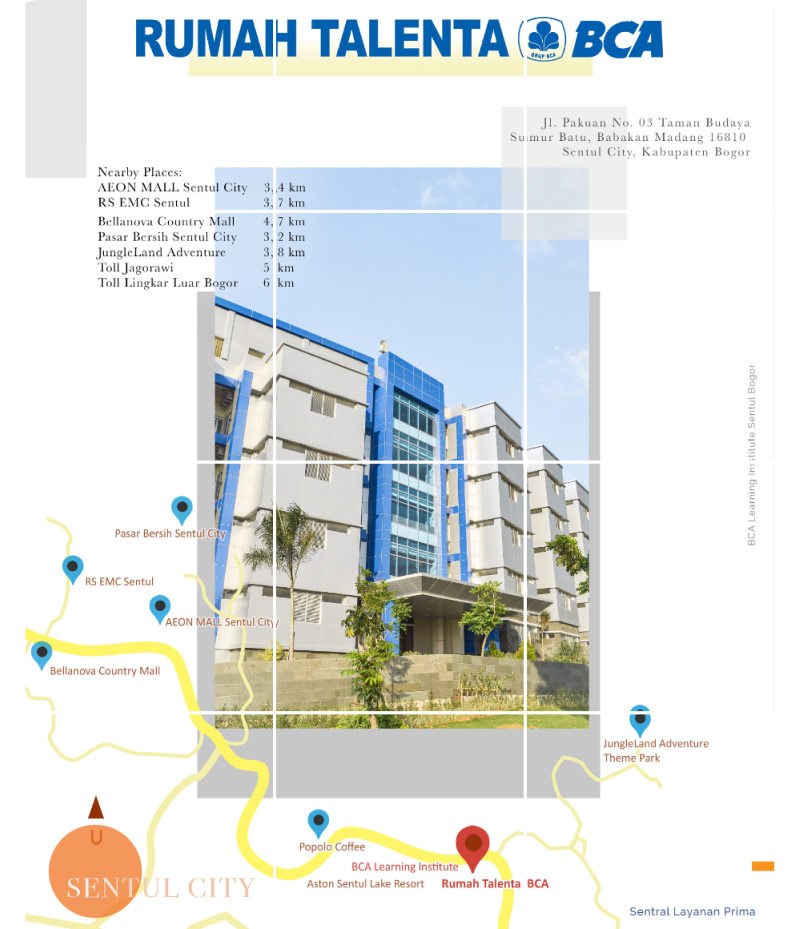 RUMAH TALENTA BCA
GRUP BCA
Jl. Pakuan No. 03 Taman Budaya
Sumur Batu, Babakan Madang 16810
Sentul City, Kabupaten Bogor
Nearby Places:
AEON MALL Sentul City 3,,4 km
RS EMC Sentul 3, 7 km
Bellanova Country Mall 4, 7 km
Pasar Bersih Sentul City 3, 2 km
JungleLand Adventure 3, 8 km
Toll Jagorawi 5 km
Toll Lingkar Luar Bogor 6 km
BCA Learning Institute Sentul Bogor
Pasar Bersih Sentul City
RS EMC Sentul
AEON MALL Sentul City
Bellanova Country Mall
JungleLand Adventure
Theme Park
Popolo Coffee
BCA Learning Institute
Aston Sentul Lake Resort
Rumah Talenta BCA
U
SENTUL CITY
Sentral Layanan Prima